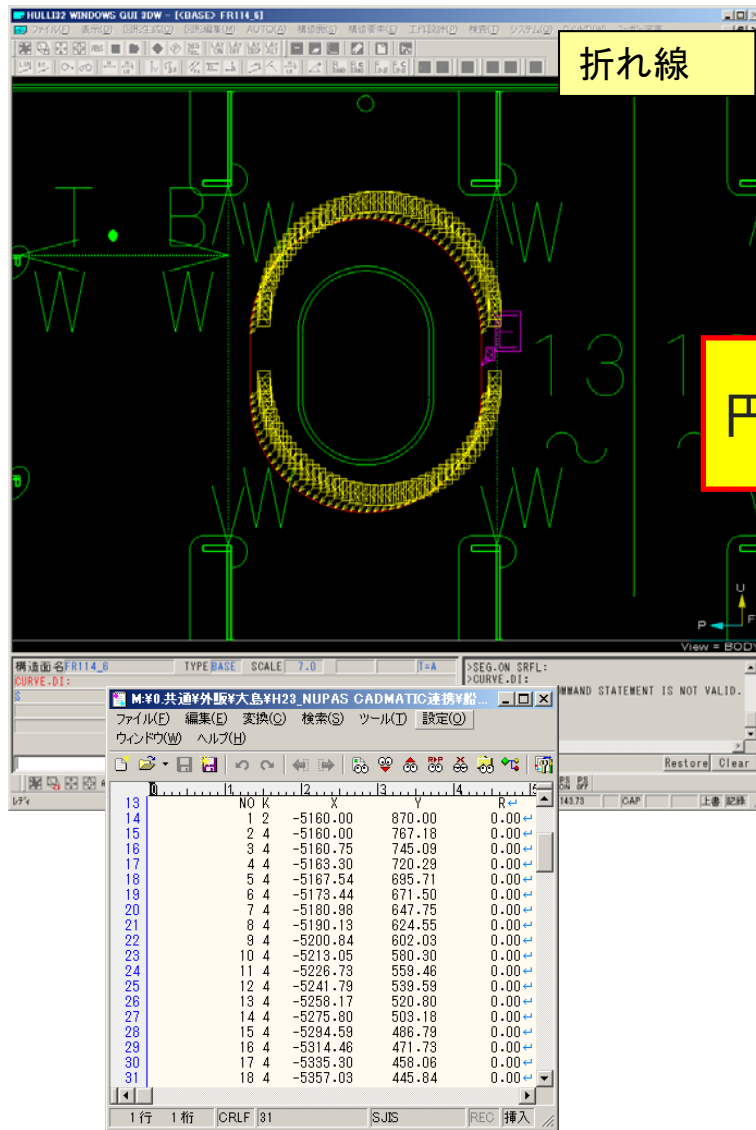 HULLI32 WINDOWS GUI 3DW - [<BASE> FR114_6]
折れ線
T. B
W W W
W W
13 1
円
U
P F
View = BODY
構造面名 FR114_6 TYPE BASE SCALE 7.0 T=A
CURVE.DI:
S
>SEG.ON SRFL:
>CURVE.DI:
MMAND STATEMENT IS NOT VALID.
Restore Clear
143.73 CAP 上書 記録
M:¥0.共通¥外販¥大島¥H23_NUPAS CADMATIC連携¥船...
ファイル(F) 編集(E) 変換(C) 検索(S) ツール(T) 設定(O)
ウィンドウ(W) ヘルプ(H)
13 NO K X Y R
14 1 2 -5160.00 870.00 0.00
15 2 4 -5160.00 767.18 0.00
16 3 4 -5160.75 745.09 0.00
17 4 4 -5163.30 720.29 0.00
18 5 4 -5167.54 695.71 0.00
19 6 4 -5173.44 671.50 0.00
20 7 4 -5180.98 647.75 0.00
21 8 4 -5190.13 624.55 0.00
22 9 4 -5200.84 602.03 0.00
23 10 4 -5213.05 580.30 0.00
24 11 4 -5226.73 559.46 0.00
25 12 4 -5241.79 539.59 0.00
26 13 4 -5258.17 520.80 0.00
27 14 4 -5275.80 503.18 0.00
28 15 4 -5294.59 486.79 0.00
29 16 4 -5314.46 471.73 0.00
30 17 4 -5335.30 458.06 0.00
31 18 4 -5357.03 445.84 0.00
1行 1桁 CRLF 31 SJIS REC 挿入